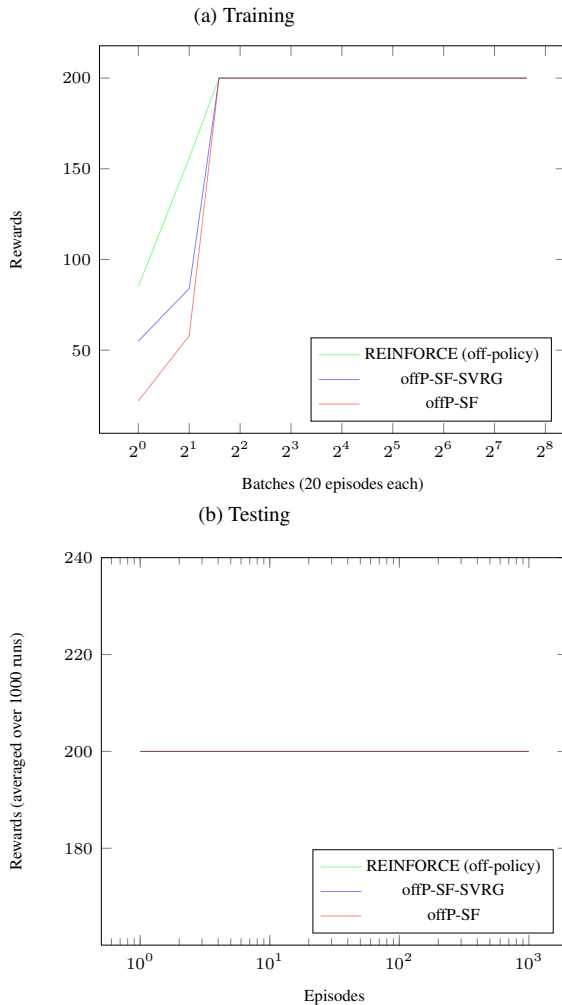 (a) Training
200
150
100
50
Rewards
REINFORCE (off-policy)
offP-SF-SVRG
offP-SF
2^0 2^1 2^2 2^3 2^4 2^5 2^6 2^7 2^8
Batches (20 episodes each)
(b) Testing
240
220
200
180
Rewards (averaged over 1000 runs)
REINFORCE (off-policy)
offP-SF-SVRG
offP-SF
10^0 10^1 10^2 10^3
Episodes